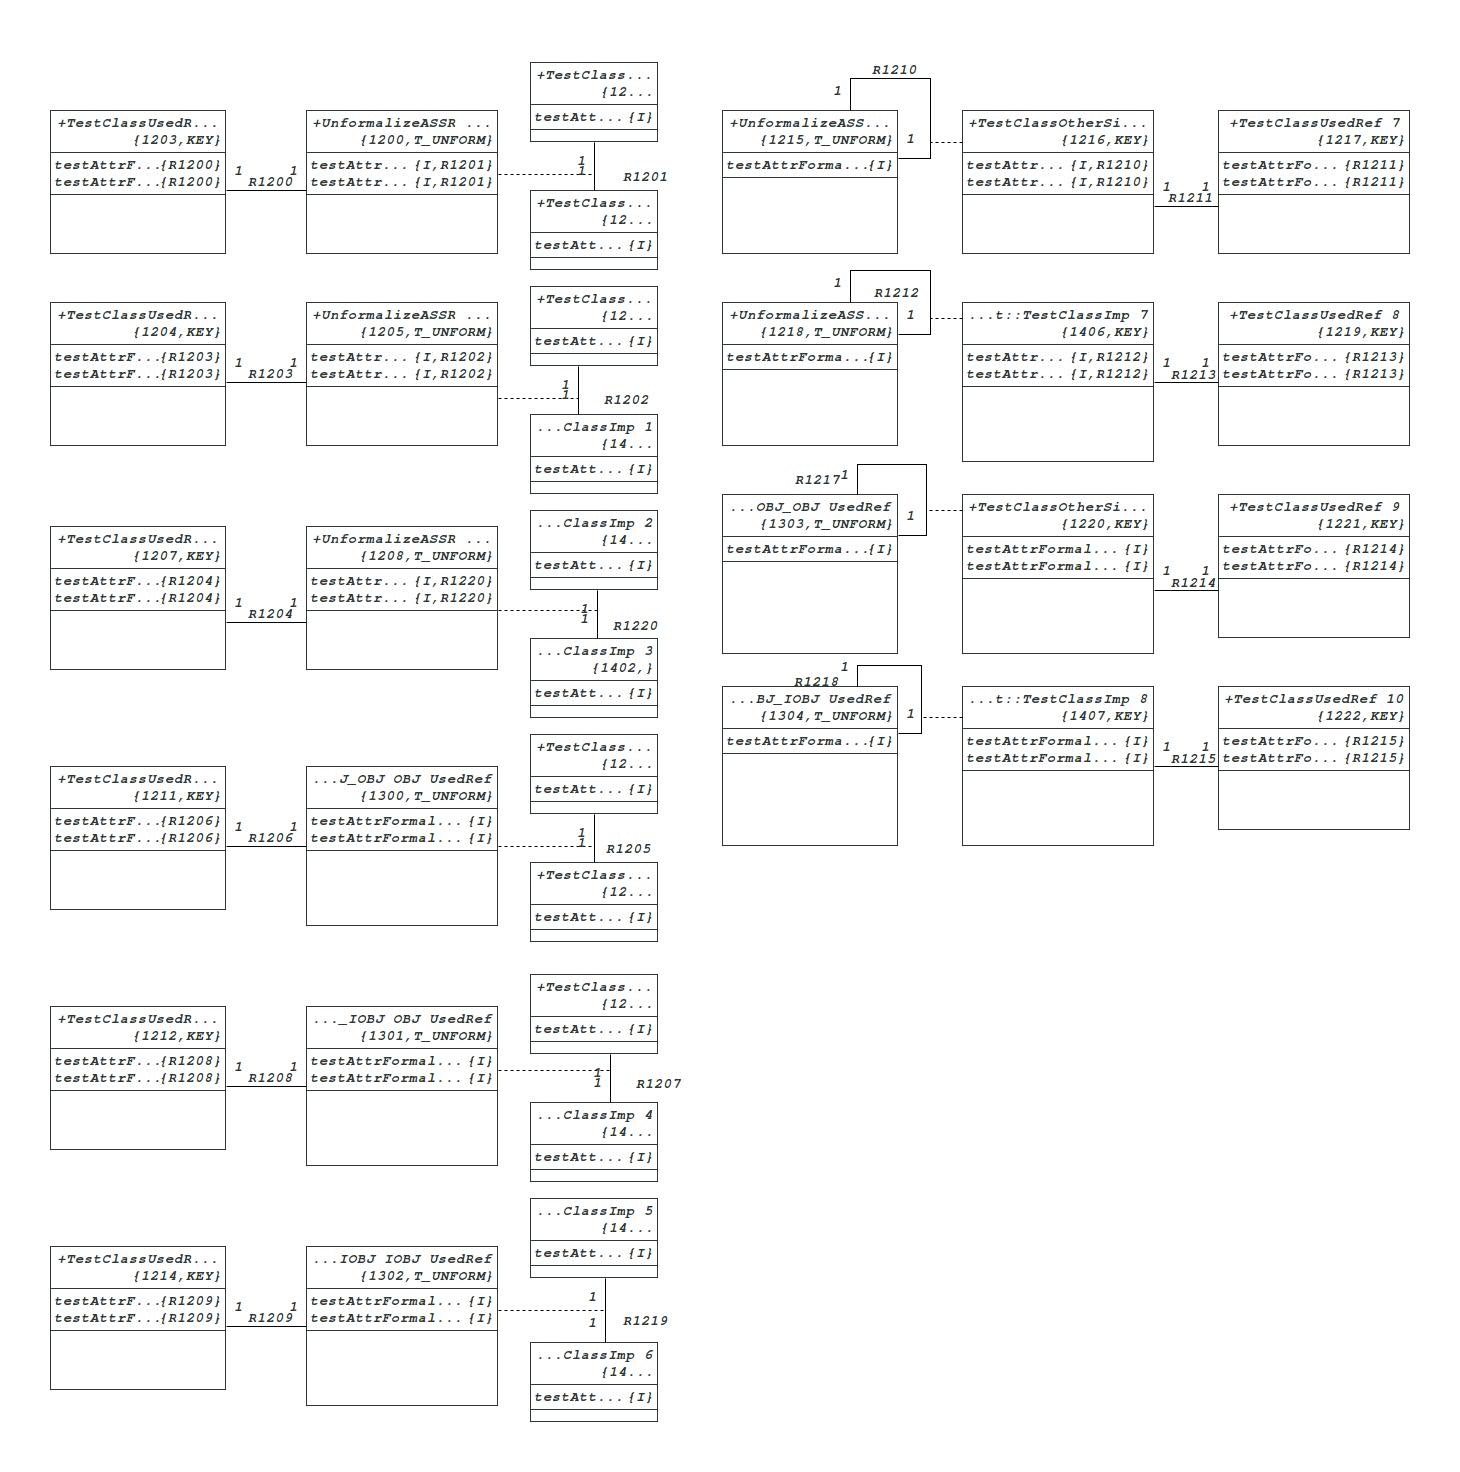 +TestClassUsedR...
{1203,KEY}
testAttrF...{R1200}
testAttrF...{R1200}
1 1
R1200
+UnformalizeASSR ...
{1200,T_UNFORM}
testAttr... {I,R1201}
testAttr... {I,R1201}
+TestClass...
{12...
testAtt... {I}
1
1
R1201
+TestClass...
{12...
testAtt... {I}
+TestClassUsedR...
{1204,KEY}
testAttrF...{R1203}
testAttrF...{R1203}
1 1
R1203
+UnformalizeASSR ...
{1205,T_UNFORM}
testAttr... {I,R1202}
testAttr... {I,R1202}
+TestClass...
{12...
testAtt... {I}
1
1
R1202
...ClassImp 1
{14...
testAtt... {I}
+TestClassUsedR...
{1207,KEY}
testAttrF...{R1204}
testAttrF...{R1204}
1 1
R1204
+UnformalizeASSR ...
{1208,T_UNFORM}
testAttr... {I,R1220}
testAttr... {I,R1220}
...ClassImp 2
{14...
testAtt... {I}
1
1
R1220
...ClassImp 3
{1402,}
testAtt... {I}
+TestClassUsedR...
{1211,KEY}
testAttrF...{R1206}
testAttrF...{R1206}
1 1
R1206
...J_OBJ OBJ UsedRef
{1300,T_UNFORM}
testAttrFormal... {I}
testAttrFormal... {I}
+TestClass...
{12...
testAtt... {I}
1
1
R1205
+TestClass...
{12...
testAtt... {I}
+TestClassUsedR...
{1212,KEY}
testAttrF...{R1208}
testAttrF...{R1208}
1 1
R1208
..._IOBJ OBJ UsedRef
{1301,T_UNFORM}
testAttrFormal... {I}
testAttrFormal... {I}
+TestClass...
{12...
testAtt... {I}
1
1
R1207
...ClassImp 4
{14...
testAtt... {I}
+TestClassUsedR...
{1214,KEY}
testAttrF...{R1209}
testAttrF...{R1209}
1 1
R1209
...IOBJ IOBJ UsedRef
{1302,T_UNFORM}
testAttrFormal... {I}
testAttrFormal... {I}
...ClassImp 5
{14...
testAtt... {I}
1
1
R1219
...ClassImp 6
{14...
testAtt... {I}
R1210
1
1
+UnformalizeASS...
{1215,T_UNFORM}
testAttrForma...{I}
+TestClassOtherSi...
{1216,KEY}
testAttr... {I,R1210}
testAttr... {I,R1210}
1 1
R1211
+TestClassUsedRef 7
{1217,KEY}
testAttrFo...{R1211}
testAttrFo...{R1211}
1
R1212
1
+UnformalizeASS...
{1218,T_UNFORM}
testAttrForma...{I}
...t::TestClassImp 7
{1406,KEY}
testAttr... {I,R1212}
testAttr... {I,R1212}
1 1
R1213
+TestClassUsedRef 8
{1219,KEY}
testAttrFo...{R1213}
testAttrFo...{R1213}
R1217
1
1
...OBJ_OBJ UsedRef
{1303,T_UNFORM}
testAttrForma...{I}
+TestClassOtherSi...
{1220,KEY}
testAttrFormal... {I}
testAttrFormal... {I}
1 1
R1214
+TestClassUsedRef 9
{1221,KEY}
testAttrFo...{R1214}
testAttrFo...{R1214}
1
R1218
1
...BJ_IOBJ UsedRef
{1304,T_UNFORM}
testAttrForma...{I}
...t::TestClassImp 8
{1407,KEY}
testAttrFormal... {I}
testAttrFormal... {I}
1 1
R1215
+TestClassUsedRef 10
{1222,KEY}
testAttrFo...{R1215}
testAttrFo...{R1215}